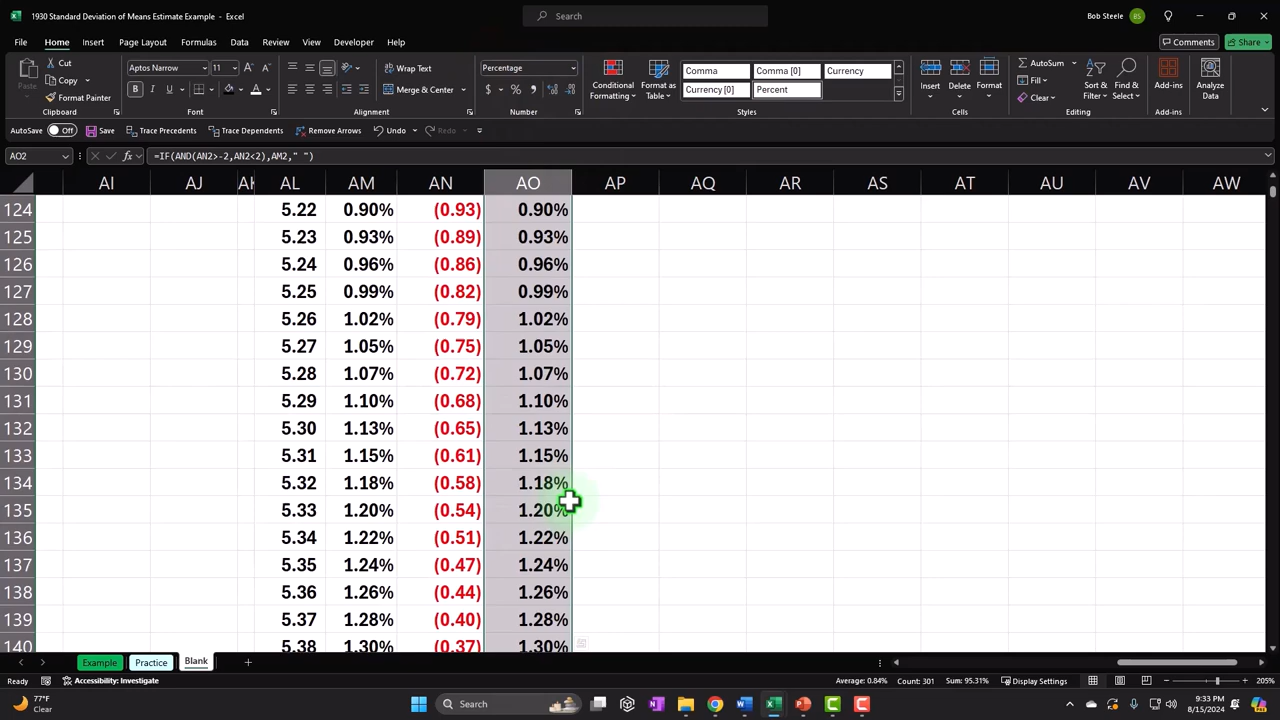 1930 Standard Deviation of Means Estimate Example - Excel
Search
Bob Steele
BS
File Home Insert Page Layout Formulas Data Review View Developer Help
Comments Share
Paste
Cut
Copy
Format Painter
Clipboard
Aptos Narrow 11
B I U
Font
Wrap Text
Merge & Center
Alignment
Percentage
$ % ,
Number
Conditional Formatting
Format as Table
Comma Comma [0] Currency
Currency [0] Percent
Styles
Insert Delete Format
Cells
AutoSum
Fill
Clear
Sort & Filter
Find & Select
Editing
Add-ins
Add-ins
Analyze Data
AutoSave Off Save Trace Precedents Trace Dependents Remove Arrows Undo Redo
AO2 fx =IF(AND(AN2>-2,AN2<2),AM2," ")
AI AJ AK AL AM AN AO AP AQ AR AS AT AU AV AW
124 5.22 0.90% (0.93) 0.90%
125 5.23 0.93% (0.89) 0.93%
126 5.24 0.96% (0.86) 0.96%
127 5.25 0.99% (0.82) 0.99%
128 5.26 1.02% (0.79) 1.02%
129 5.27 1.05% (0.75) 1.05%
130 5.28 1.07% (0.72) 1.07%
131 5.29 1.10% (0.68) 1.10%
132 5.30 1.13% (0.65) 1.13%
133 5.31 1.15% (0.61) 1.15%
134 5.32 1.18% (0.58) 1.18%
135 5.33 1.20% (0.54) 1.20%
136 5.34 1.22% (0.51) 1.22%
137 5.35 1.24% (0.47) 1.24%
138 5.36 1.26% (0.44) 1.26%
139 5.37 1.28% (0.40) 1.28%
140 5.38 1.30% (0.37) 1.30%
Example Practice Blank
Ready Accessibility: Investigate Average: 0.84% Count: 301 Sum: 95.31% Display Settings 205%
77°F
Clear
Search
9:33 PM
8/15/2024